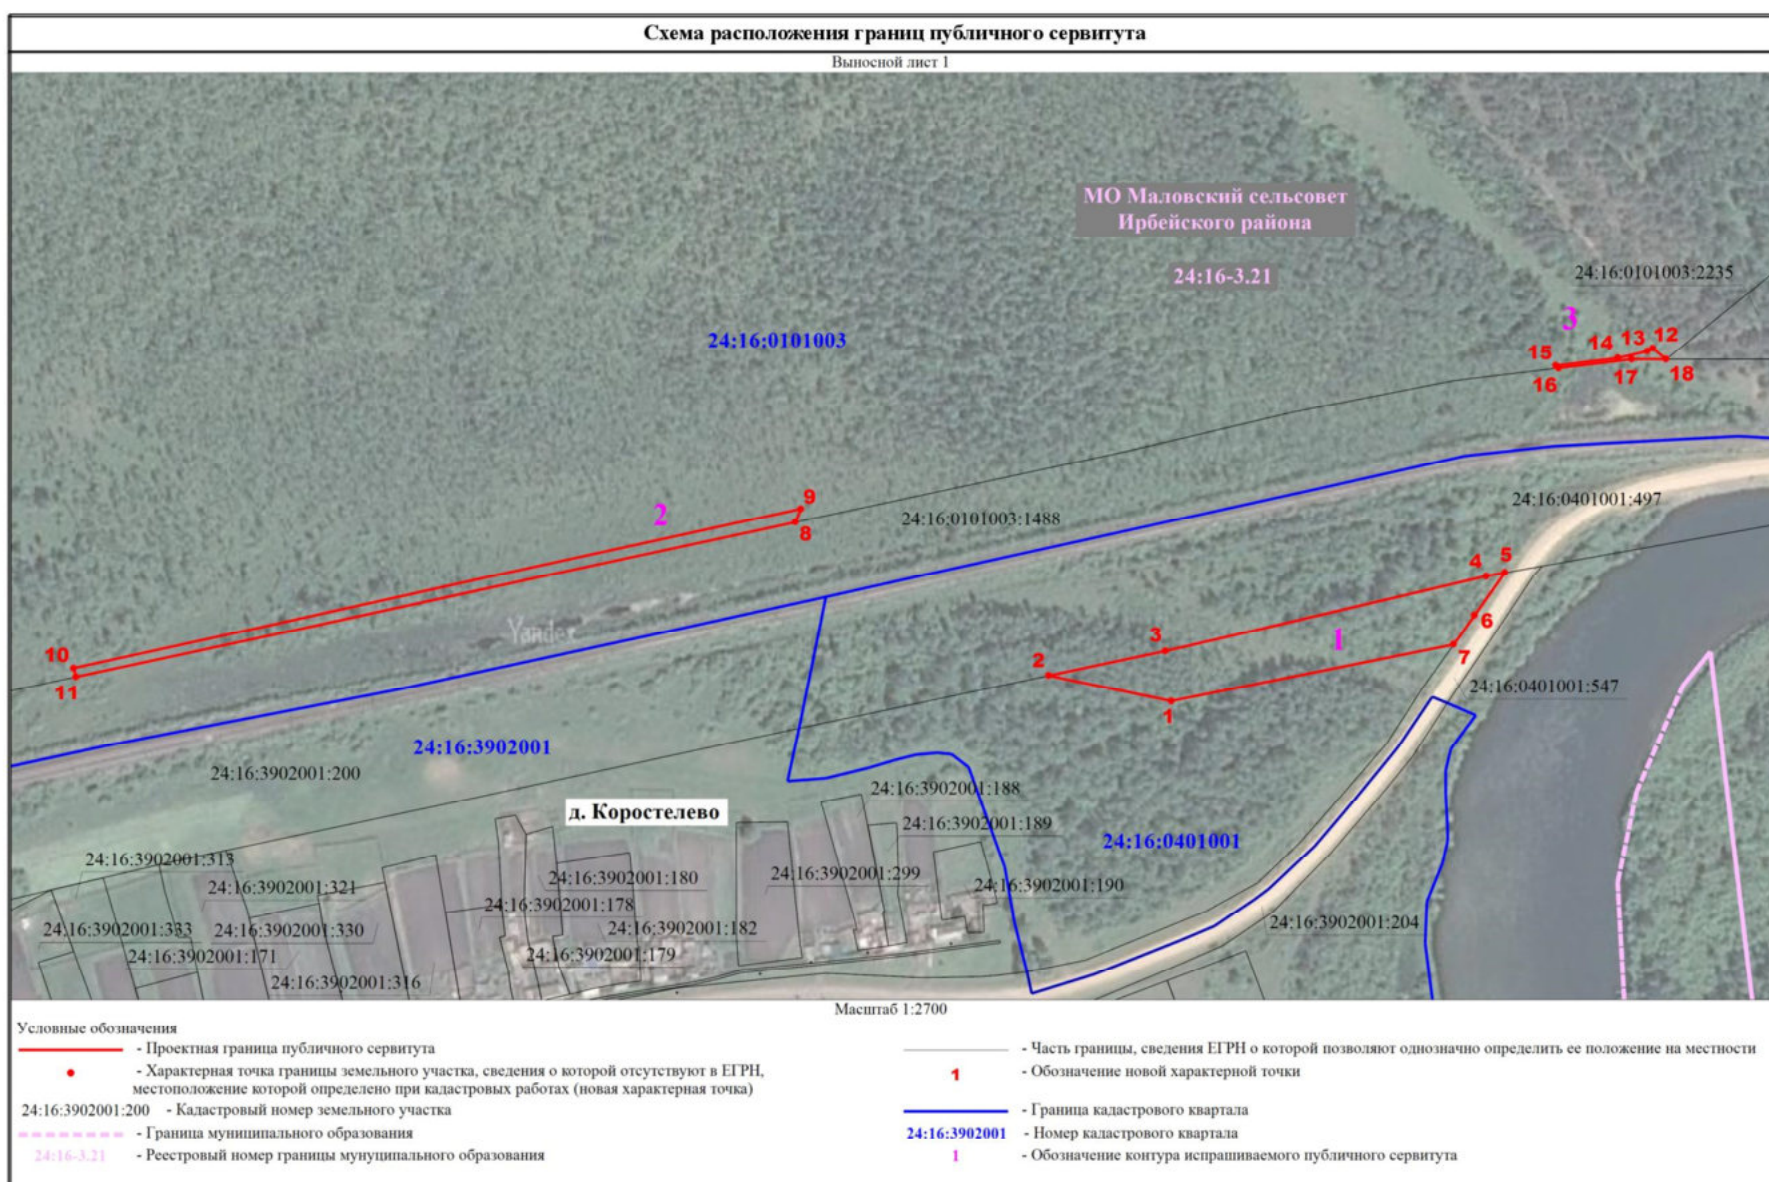 Схема расположения границ публичного сервитута
Выносной лист 1
МО Маловский сельсовет
Ирбейского района
24:16-3.21
24:16:0101003:2235
24:16:0101003
3
12
13
14
15
16
17
18
24:16:0401001:497
9
2
8
24:16:0101003:1488
4
5
Yandex
6
3
1
10
2
7
11
24:16:0401001:547
1
24:16:3902001
24:16:3902001:200
24:16:3902001:188
д. Коростелево
24:16:3902001:189
24:16:0401001
24:16:3902001:313
24:16:3902001:180
24:16:3902001:299
24:16:3902001:321
24:16:3902001:190
24:16:3902001:178
24:16:3902001:333
24:16:3902001:330
24:16:3902001:182
24:16:3902001:204
24:16:3902001:171
24:16:3902001:179
24:16:3902001:316
Масштаб 1:2700
Условные обозначения
- Проектная граница публичного сервитута
- Характерная точка границы земельного участка, сведения о которой отсутствуют в ЕГРН,
местоположение которой определено при кадастровых работах (новая характерная точка)
24:16:3902001:200 - Кадастровый номер земельного участка
- Граница муниципального образования
24:16-3.21 - Реестровый номер границы мунуципального образования
- Часть границы, сведения ЕГРН о которой позволяют однозначно определить ее положение на местности
1 - Обозначение новой характерной точки
- Граница кадастрового квартала
24:16:3902001 - Номер кадастрового квартала
1 - Обозначение контура испрашиваемого публичного сервитута